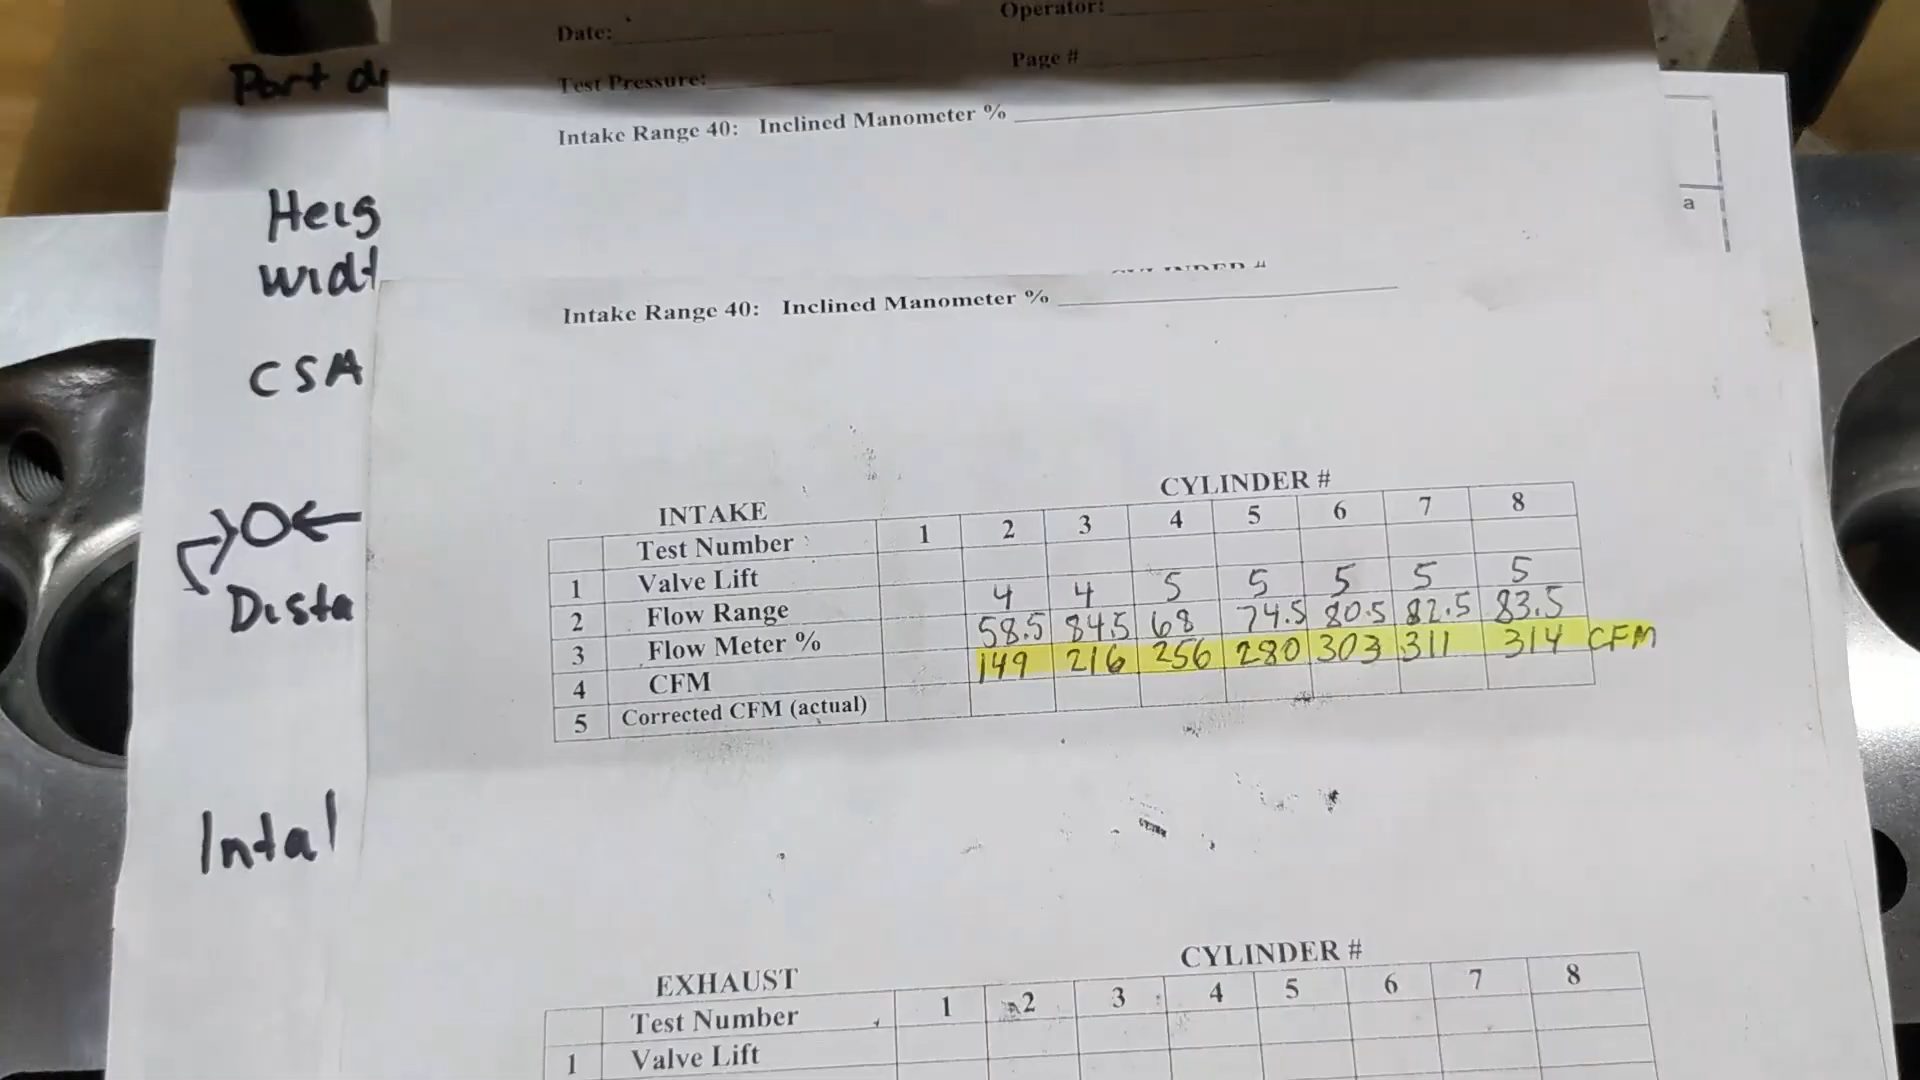 Date:
Operator:
Test Pressure:
Page #
Part
Intake Range 40: Inclined Manometer %
Heig
widt
a
Intake Range 40: Inclined Manometer %
CSA
INTAKE CYLINDER #
Test Number 1 2 3 4 5 6 7 8
1 Valve Lift
2 Flow Range 4 4 5 5 5 5 5
3 Flow Meter % 58.5 84.5 68 74.5 80.5 82.5 83.5
4 CFM 149 216 256 280 303 311 314 CFM
5 Corrected CFM (actual)
Dista
Intal
EXHAUST CYLINDER #
Test Number 1 2 3 4 5 6 7 8
1 Valve Lift